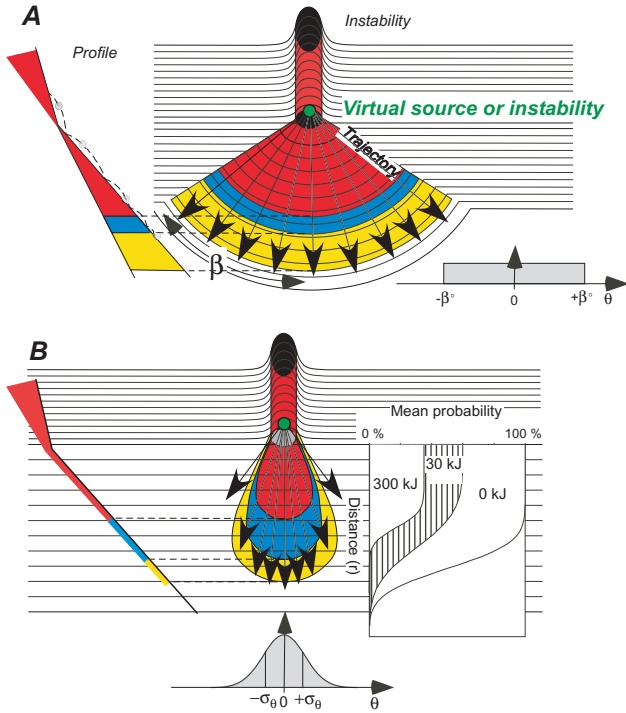 A
Instability
Profile
Virtual source or instability
Trajectory
β
-β° 0 +β° θ
B
Mean probability
0 % 100 %
30 kJ
300 kJ
0 kJ
Distance (r)
−σθ 0 +σθ θ